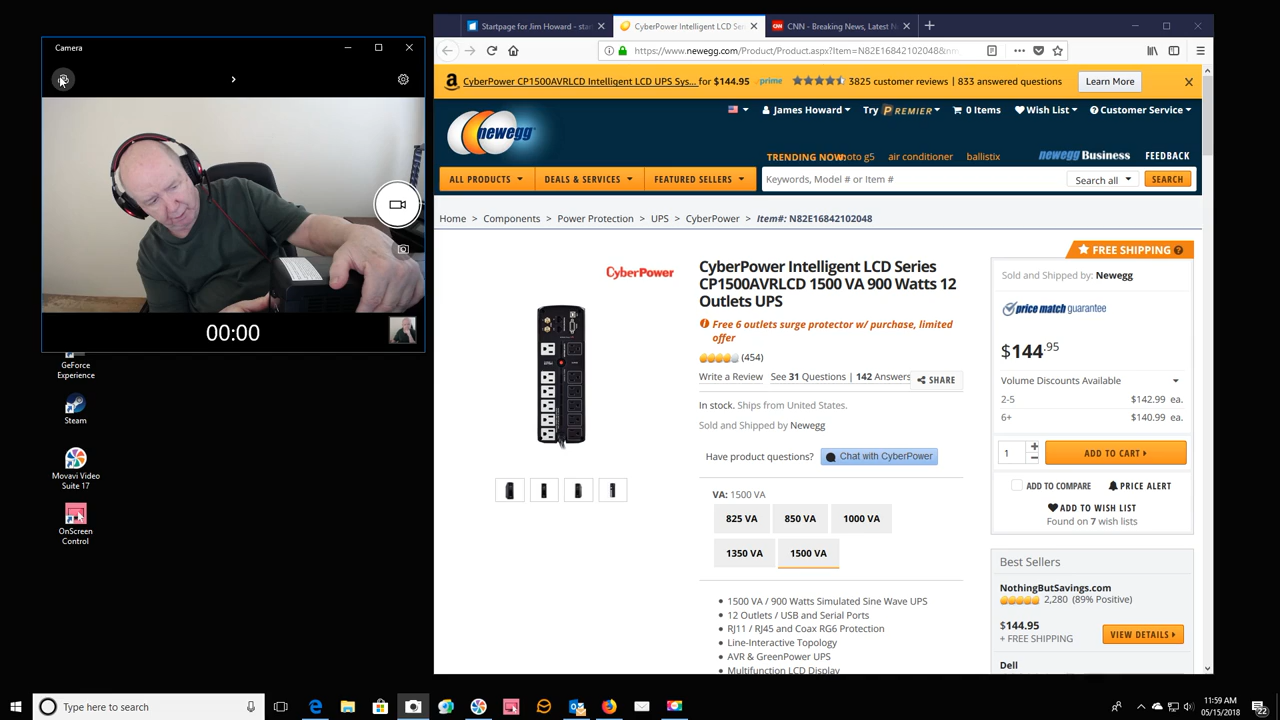 Camera
00:00
GeForce
Experience
Steam
Movavi Video
Suite 17
OnScreen
Control
Startpage for Jim Howard - star
CyberPower Intelligent LCD Seri
CNN - Breaking News, Latest N
https://www.newegg.com/Product/Product.aspx?Item=N82E16842102048&nm
CyberPower CP1500AVRLCD Intelligent LCD UPS Sys... for $144.95 prime 3825 customer reviews | 833 answered questions Learn More
newegg
James Howard Try PREMIER 0 Items Wish List Customer Service
TRENDING NOW: moto g5 air conditioner ballistix newegg Business FEEDBACK
ALL PRODUCTS DEALS & SERVICES FEATURED SELLERS Keywords, Model # or Item # Search all SEARCH
Home > Components > Power Protection > UPS > CyberPower > Item#: N82E16842102048
CyberPower
CyberPower Intelligent LCD Series
CP1500AVRLCD 1500 VA 900 Watts 12
Outlets UPS
Free 6 outlets surge protector w/ purchase, limited
offer
(454)
Write a Review See 31 Questions | 142 Answers SHARE
In stock. Ships from United States.
Sold and Shipped by Newegg
Have product questions? Chat with CyberPower
VA: 1500 VA
825 VA 850 VA 1000 VA
1350 VA 1500 VA
• 1500 VA / 900 Watts Simulated Sine Wave UPS
• 12 Outlets / USB and Serial Ports
• RJ11 / RJ45 and Coax RG6 Protection
• Line-Interactive Topology
• AVR & GreenPower UPS
• Multifunction LCD Display
FREE SHIPPING
Sold and Shipped by: Newegg
price match guarantee
$144.95
Volume Discounts Available
2-5 $142.99 ea.
6+ $140.99 ea.
1 ADD TO CART
ADD TO COMPARE PRICE ALERT
ADD TO WISH LIST
Found on 7 wish lists
Best Sellers
NothingButSavings.com
2,280 (89% Positive)
$144.95
+ FREE SHIPPING
VIEW DETAILS
Dell
Type here to search
11:59 AM
05/15/2018
22